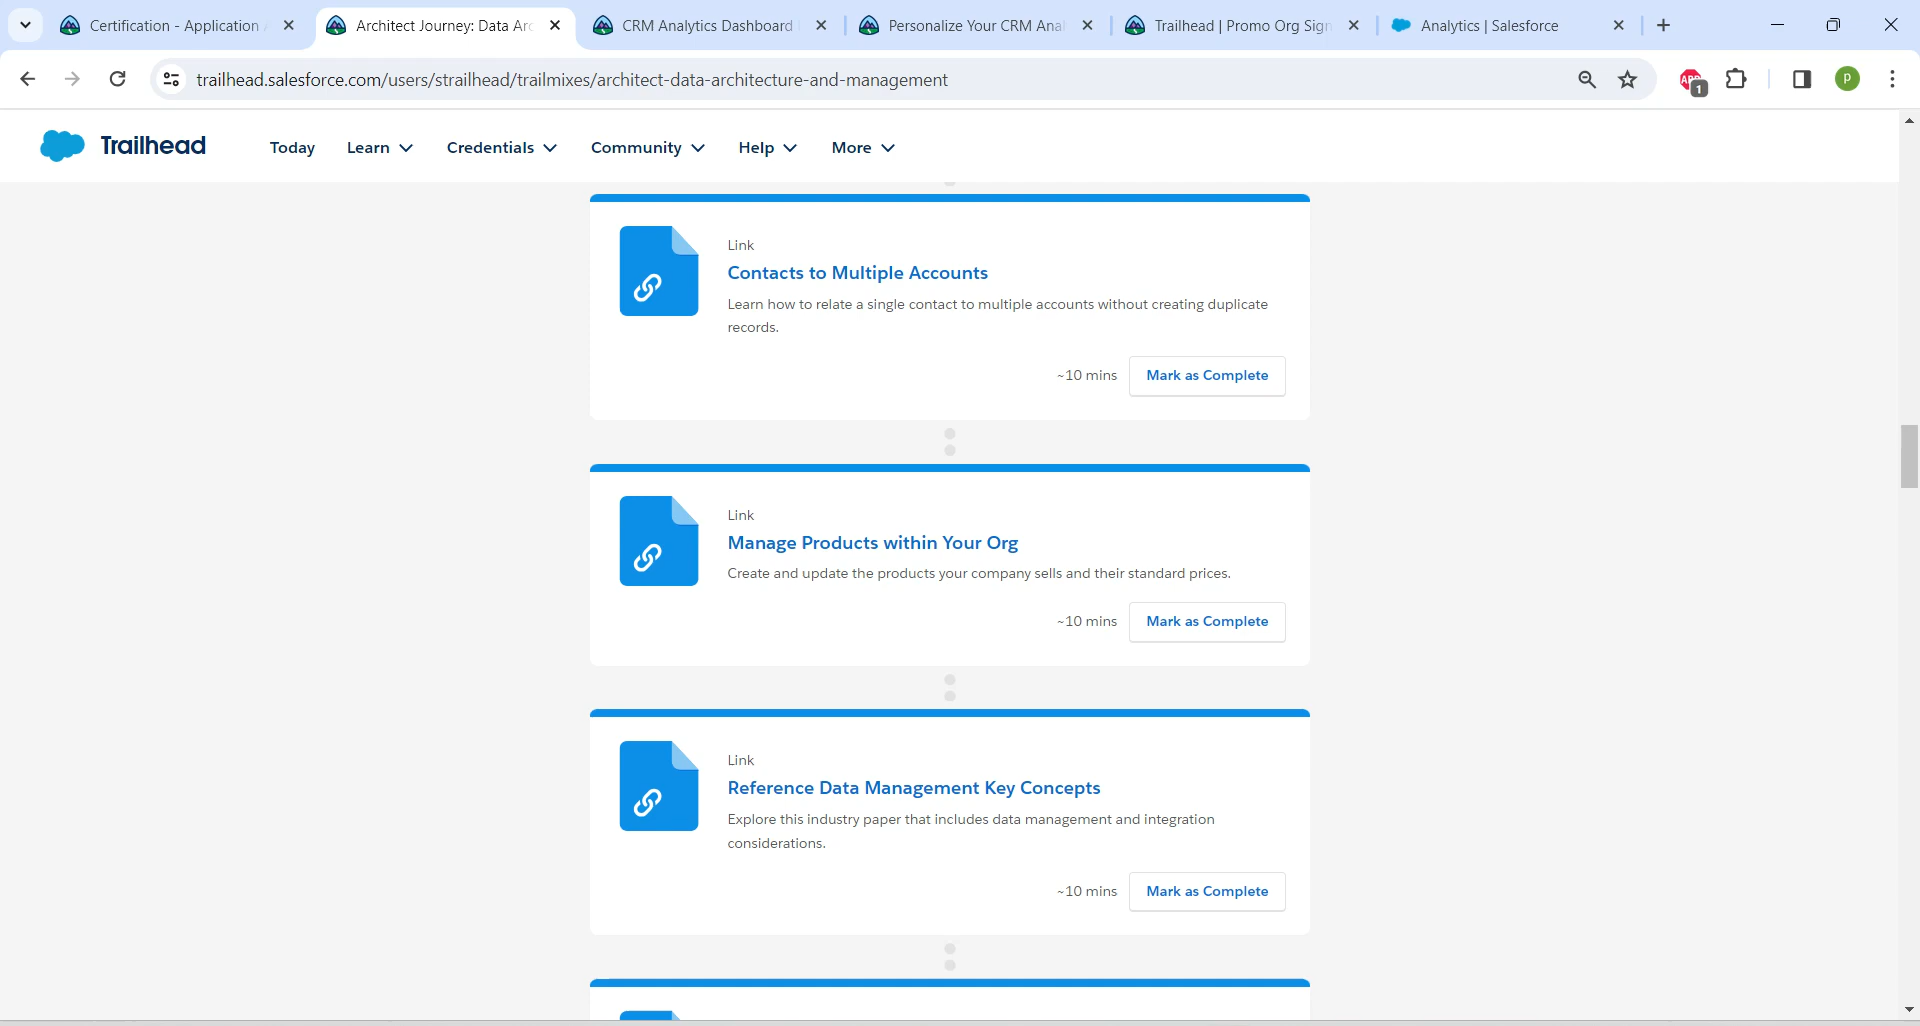 Certification - Application
Architect Journey: Data Arc
CRM Analytics Dashboard
Personalize Your CRM Anal
Trailhead | Promo Org Sign
Analytics | Salesforce
trailhead.salesforce.com/users/strailhead/trailmixes/architect-data-architecture-and-management
ABP
1
P
Trailhead
Today
Learn
Credentials
Community
Help
More
Link
Contacts to Multiple Accounts
Learn how to relate a single contact to multiple accounts without creating duplicate
records.
~10 mins
Mark as Complete
Link
Manage Products within Your Org
Create and update the products your company sells and their standard prices.
~10 mins
Mark as Complete
Link
Reference Data Management Key Concepts
Explore this industry paper that includes data management and integration
considerations.
~10 mins
Mark as Complete